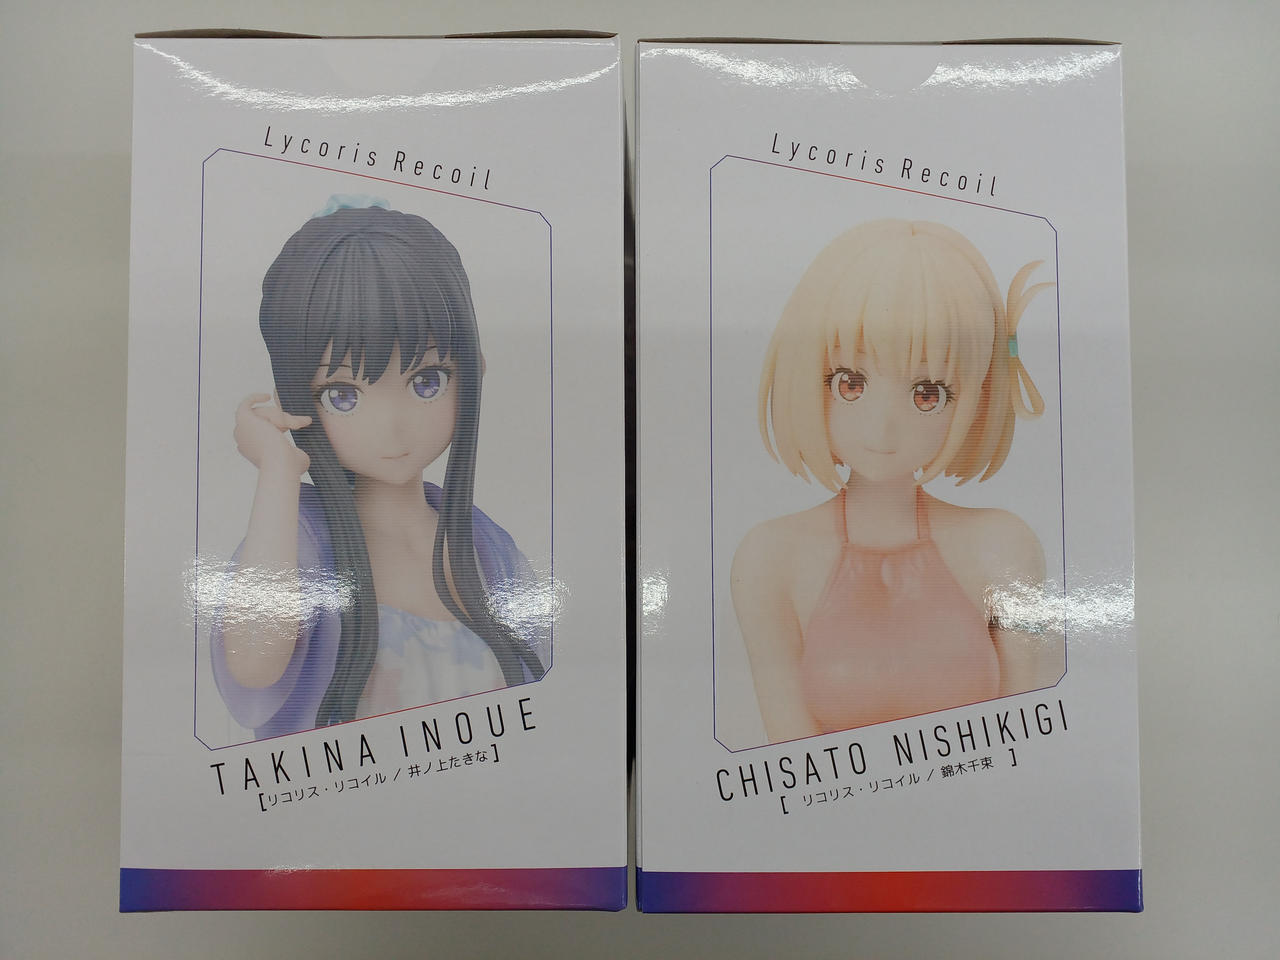 Lycoris Recoil
TAKINA INOUE
[リコリス・リコイル / 井ノ上たきな]
Lycoris Recoil
CHISATO NISHIKIGI
[ リコリス・リコイル / 錦木千束 ]